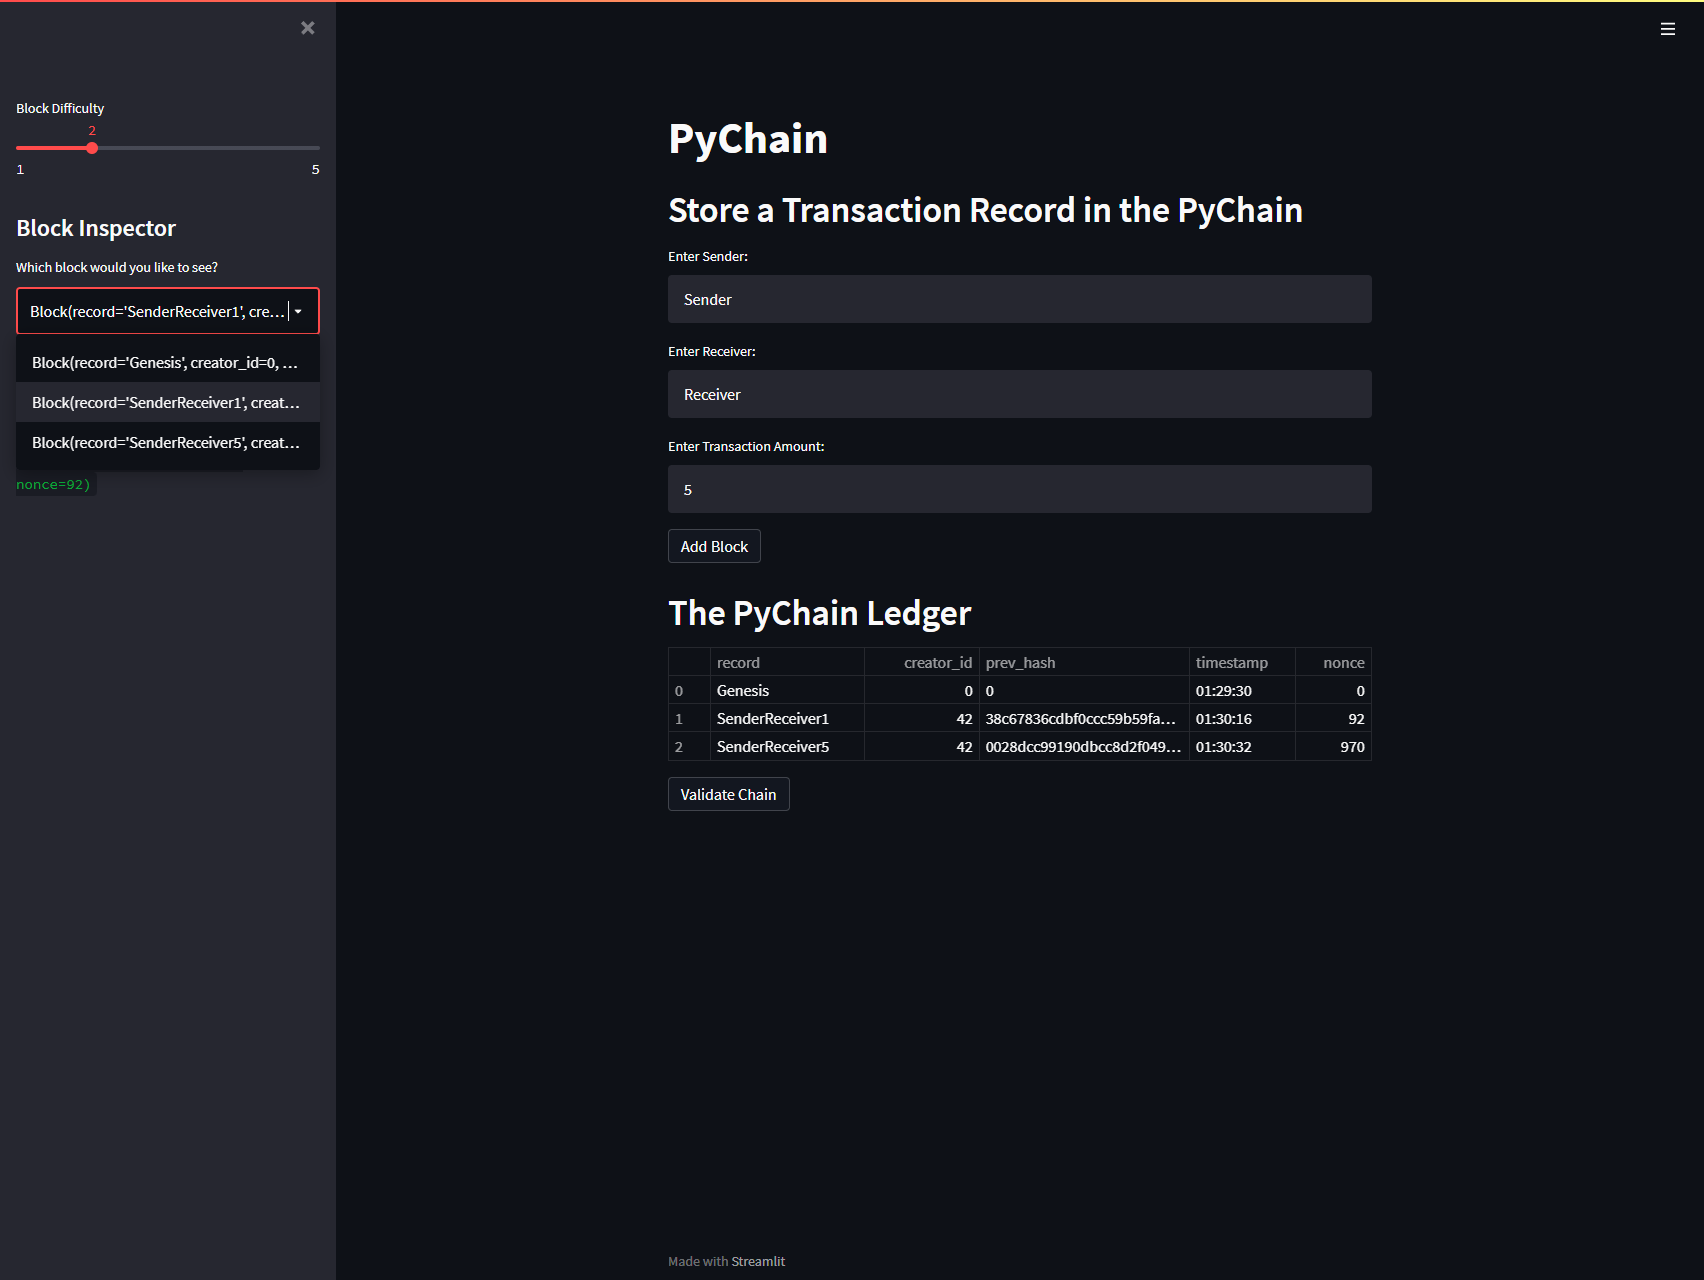 Block Difficulty
2
1 5
Block Inspector
Which block would you like to see?
Block(record='SenderReceiver1', cre...
Block(record='Genesis', creator_id=0, ...
Block(record='SenderReceiver1', creat...
Block(record='SenderReceiver5', creat...
nonce=92)
PyChain
Store a Transaction Record in the PyChain
Enter Sender:
Sender
Enter Receiver:
Receiver
Enter Transaction Amount:
5
Add Block
The PyChain Ledger
record creator_id prev_hash timestamp nonce
0 Genesis 0 0 01:29:30 0
1 SenderReceiver1 42 38c67836cdbf0ccc59b59fa... 01:30:16 92
2 SenderReceiver5 42 0028dcc99190dbcc8d2f049... 01:30:32 970
Validate Chain
Made with Streamlit